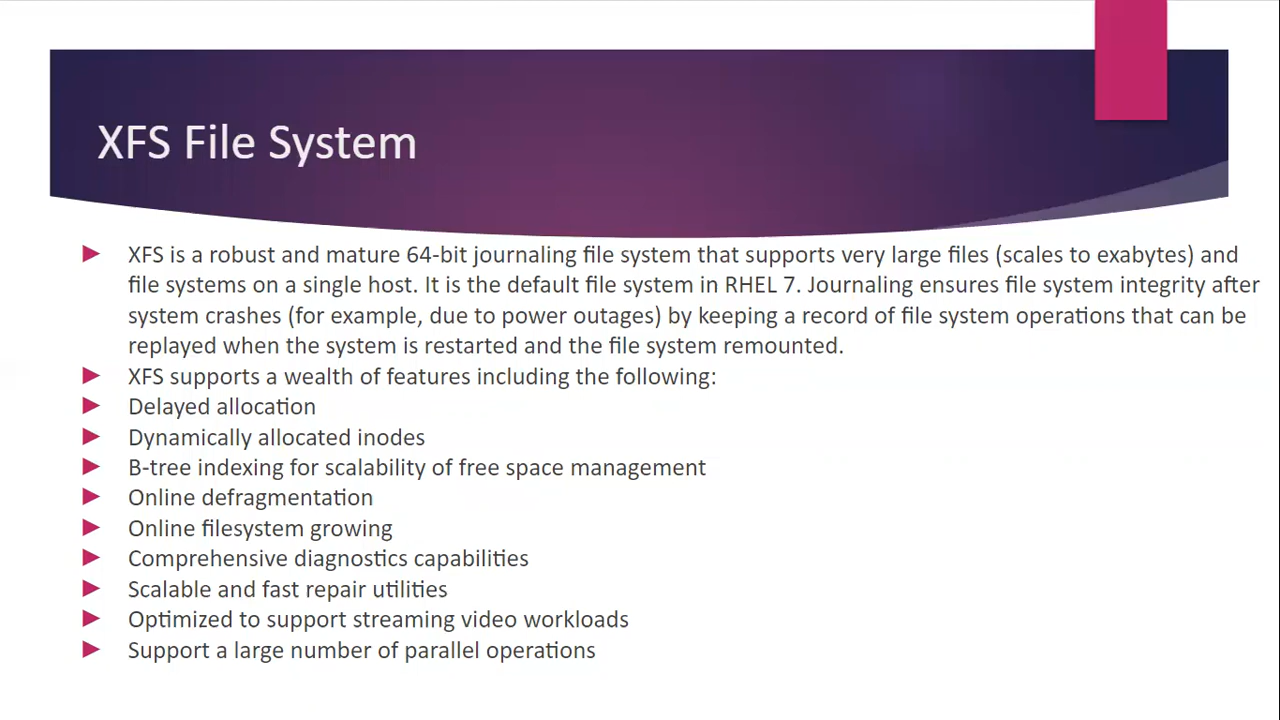 XFS File System
XFS is a robust and mature 64-bit journaling file system that supports very large files (scales to exabytes) and
file systems on a single host. It is the default file system in RHEL 7. Journaling ensures file system integrity after
system crashes (for example, due to power outages) by keeping a record of file system operations that can be
replayed when the system is restarted and the file system remounted.
XFS supports a wealth of features including the following:
Delayed allocation
Dynamically allocated inodes
B-tree indexing for scalability of free space management
Online defragmentation
Online filesystem growing
Comprehensive diagnostics capabilities
Scalable and fast repair utilities
Optimized to support streaming video workloads
Support a large number of parallel operations